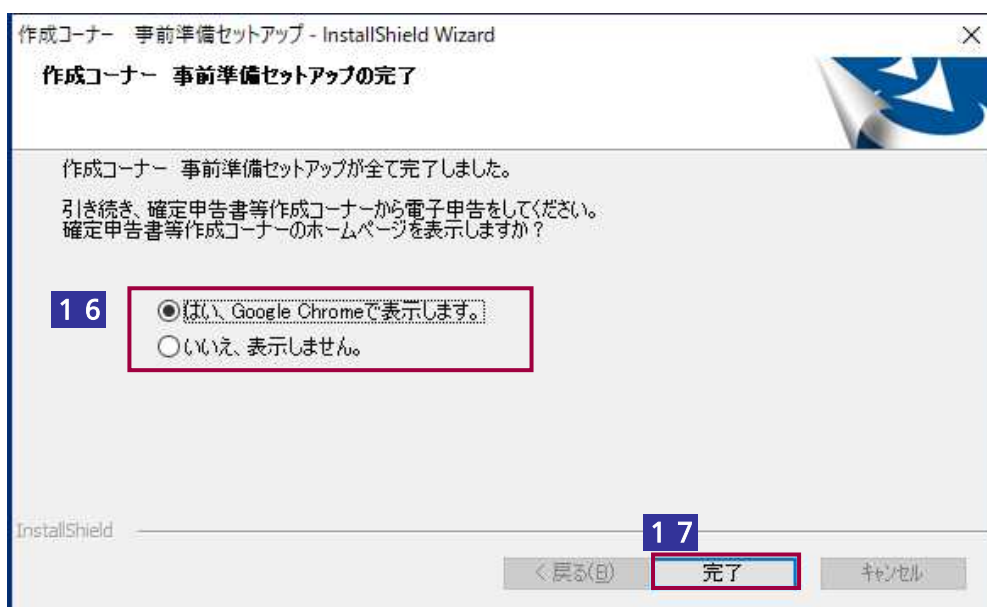 作成コーナー 事前準備セットアップ - InstallShield Wizard
作成コーナー 事前準備セットアップの完了
作成コーナー 事前準備セットアップが全て完了しました。
引き続き、確定申告書等作成コーナーから電子申告をしてください。
確定申告書等作成コーナーのホームページを表示しますか？
16
はい、Google Chromeで表示します。
いいえ、表示しません。
InstallShield
17
< 戻る(B) 完了 キャンセル